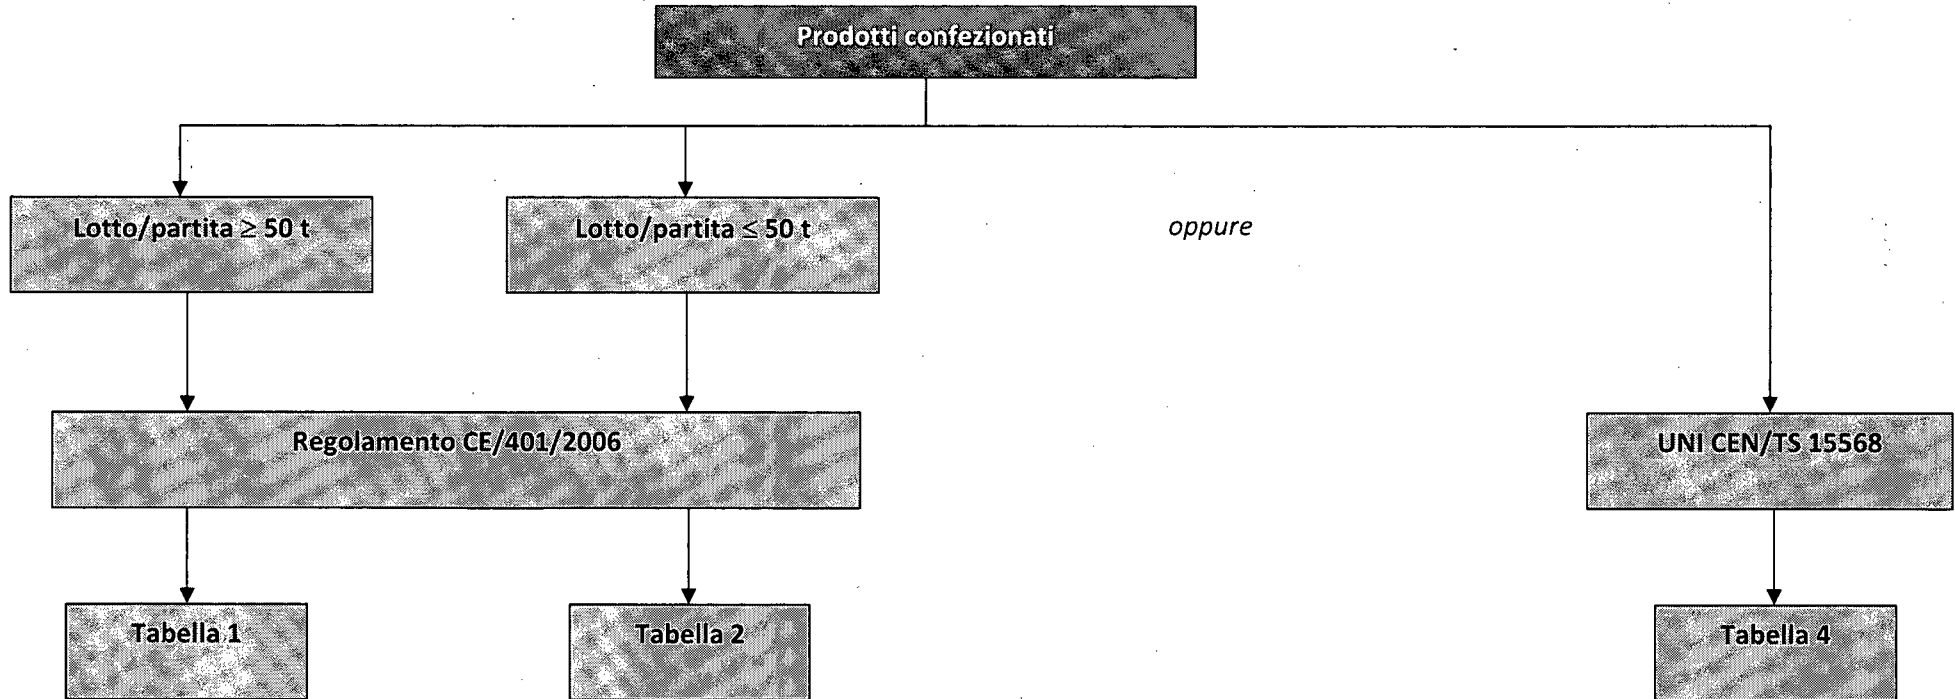 Prodotti confezionati
Lotto/partita ≥ 50 t
Lotto/partita ≤ 50 t
oppure
Regolamento CE/401/2006
UNI CEN/TS 15568
Tabella 1
Tabella 2
Tabella 4